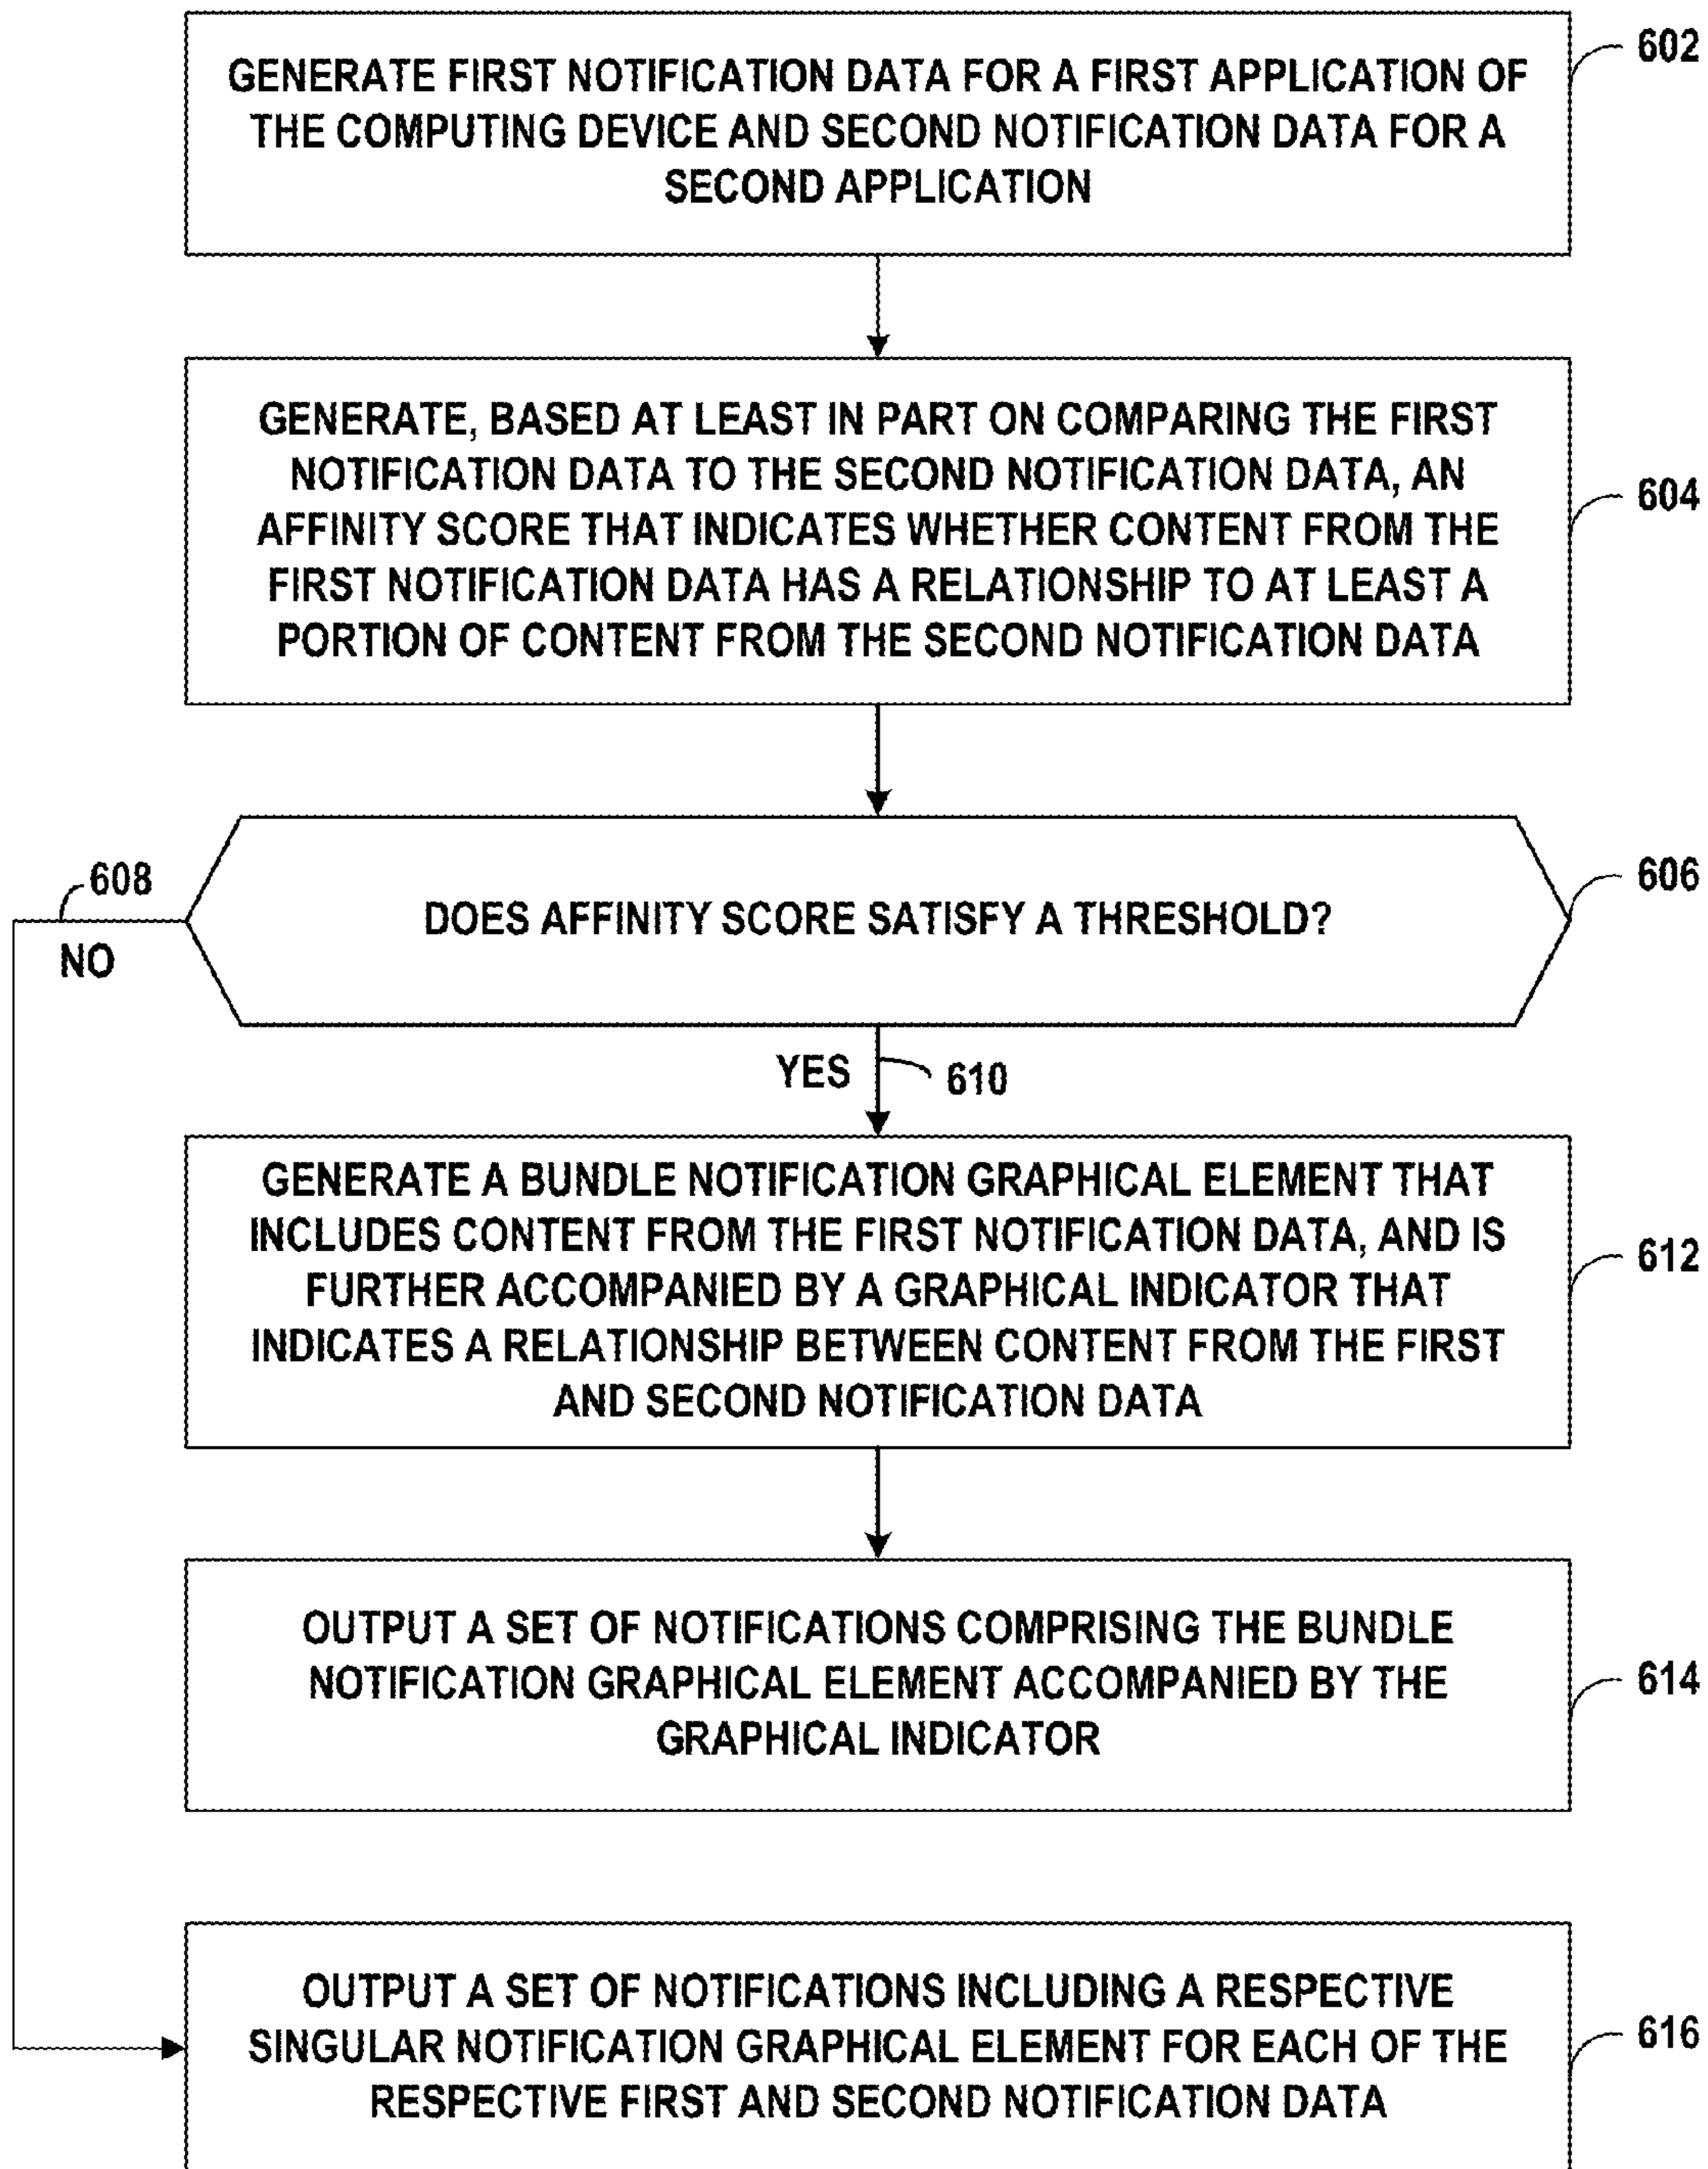 GENERATE FIRST NOTIFICATION DATA FOR A FIRST APPLICATION OF
THE COMPUTING DEVICE AND SECOND NOTIFICATION DATA FOR A
SECOND APPLICATION
602
GENERATE, BASED AT LEAST IN PART ON COMPARING THE FIRST
NOTIFICATION DATA TO THE SECOND NOTIFICATION DATA, AN
AFFINITY SCORE THAT INDICATES WHETHER CONTENT FROM THE
FIRST NOTIFICATION DATA HAS A RELATIONSHIP TO AT LEAST A
PORTION OF CONTENT FROM THE SECOND NOTIFICATION DATA
604
DOES AFFINITY SCORE SATISFY A THRESHOLD?
606
608
NO
YES
610
GENERATE A BUNDLE NOTIFICATION GRAPHICAL ELEMENT THAT
INCLUDES CONTENT FROM THE FIRST NOTIFICATION DATA, AND IS
FURTHER ACCOMPANIED BY A GRAPHICAL INDICATOR THAT
INDICATES A RELATIONSHIP BETWEEN CONTENT FROM THE FIRST
AND SECOND NOTIFICATION DATA
612
OUTPUT A SET OF NOTIFICATIONS COMPRISING THE BUNDLE
NOTIFICATION GRAPHICAL ELEMENT ACCOMPANIED BY THE
GRAPHICAL INDICATOR
614
OUTPUT A SET OF NOTIFICATIONS INCLUDING A RESPECTIVE
SINGULAR NOTIFICATION GRAPHICAL ELEMENT FOR EACH OF THE
RESPECTIVE FIRST AND SECOND NOTIFICATION DATA
616